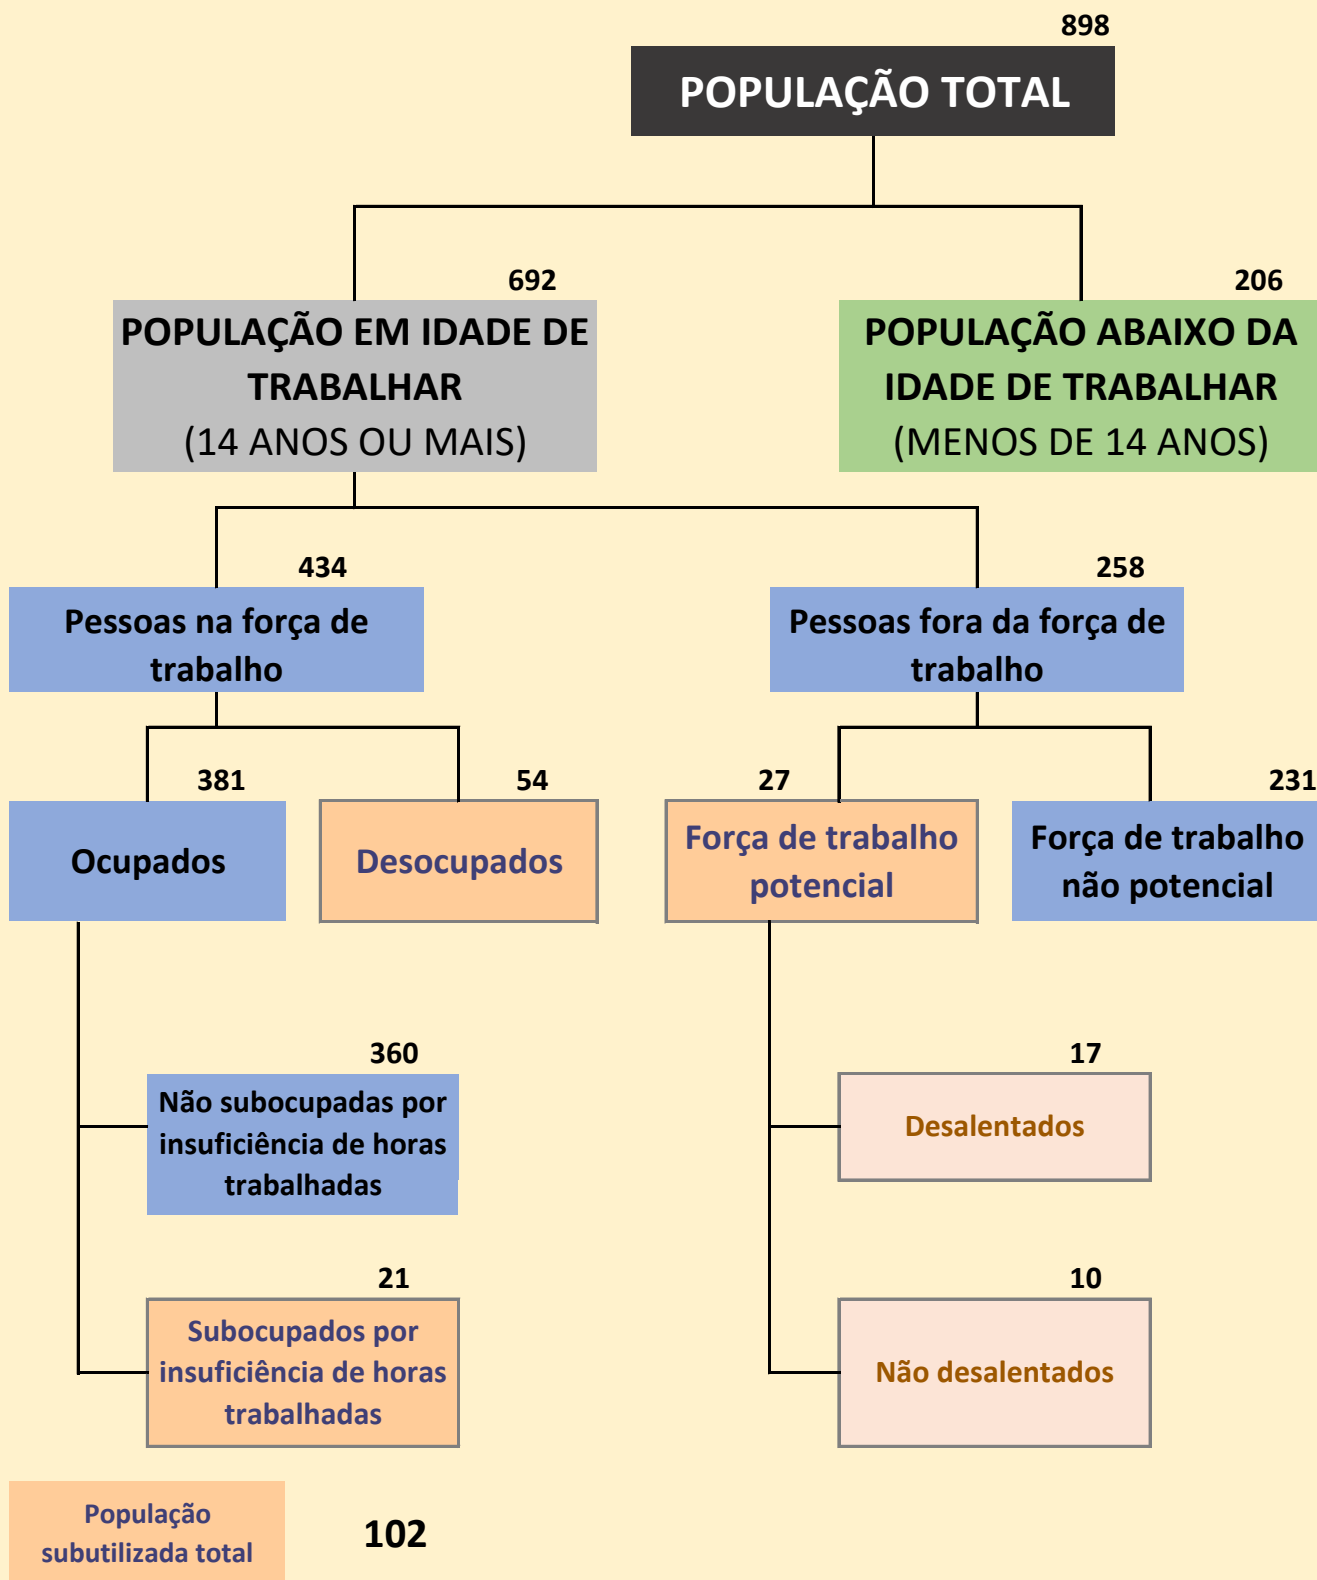 898
POPULAÇÃO TOTAL
692
POPULAÇÃO EM IDADE DE
TRABALHAR
(14 ANOS OU MAIS)
206
POPULAÇÃO ABAIXO DA
IDADE DE TRABALHAR
(MENOS DE 14 ANOS)
434
Pessoas na força de
trabalho
258
Pessoas fora da força de
trabalho
381
Ocupados
54
Desocupados
27
Força de trabalho
potencial
231
Força de trabalho
não potencial
360
Não subocupadas por
insuficiência de horas
trabalhadas
17
Desalentados
21
Subocupados por
insuficiência de horas
trabalhadas
10
Não desalentados
População
subutilizada total
102